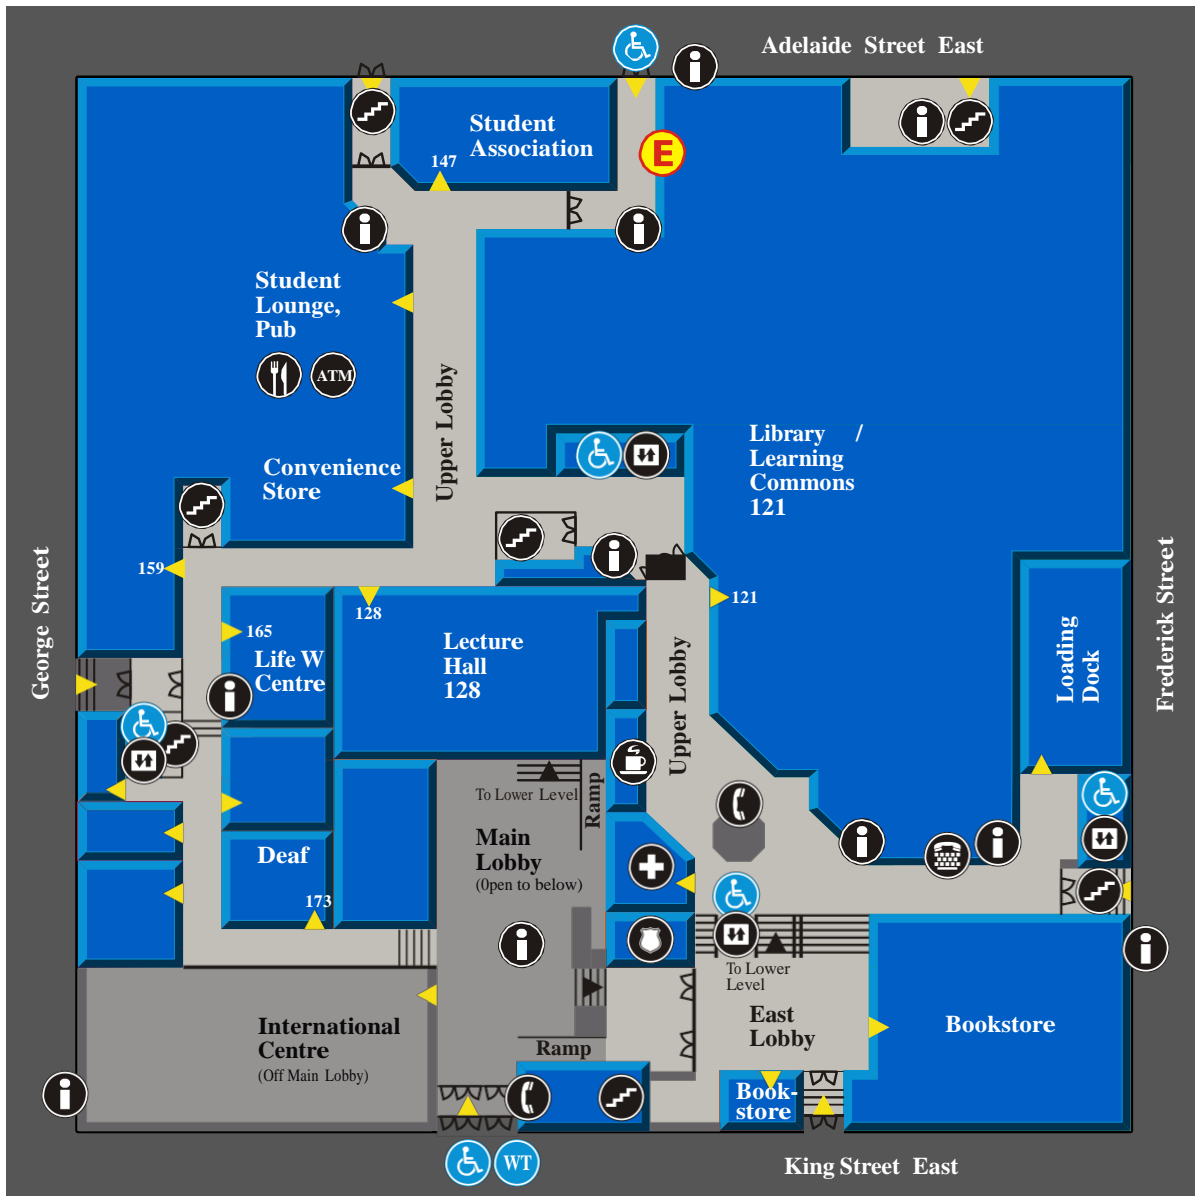 Adelaide Street East
E
Student
Association
147
Student
Lounge,
Pub
ATM
Upper Lobby
Library /
Learning
Commons
121
Convenience
Store
George Street
Frederick Street
159
128
121
165
Life W
Centre
Lecture
Hall
128
Upper Lobby
Loading
Dock
To Lower Level
Ramp
Main
Lobby
(0pen to below)
Deaf
173
To Lower
Level
East
Lobby
Bookstore
International
Centre
(Off Main Lobby)
Ramp
Book-
store
WT
King Street East